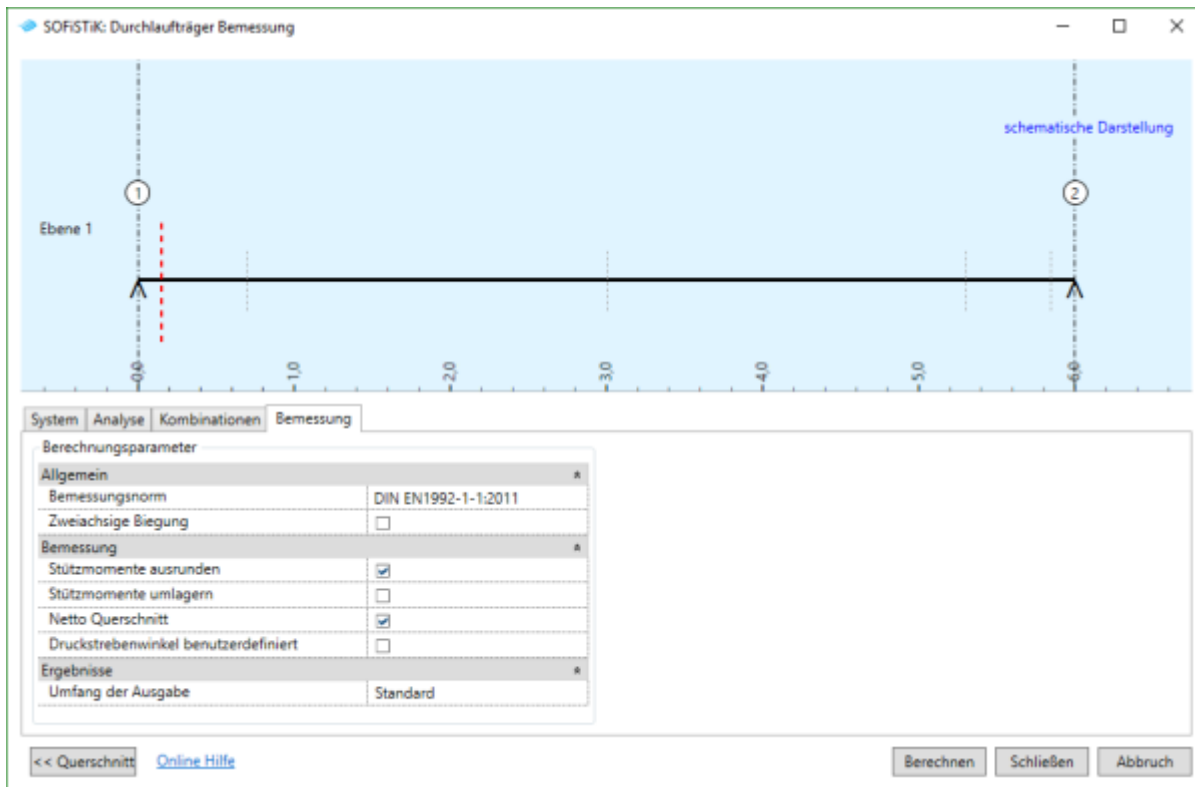 SOFiSTiK: Durchlaufträger Bemessung
schematische Darstellung
1
2
Ebene 1
0,0 1,0 2,0 3,0 4,0 5,0 6,0
System Analyse Kombinationen Bemessung
Berechnungsparameter
Allgemein
Bemessungsnorm DIN EN1992-1-1:2011
Zweiachsige Biegung
Bemessung
Stützmomente ausrunden
Stützmomente umlagern
Netto Querschnitt
Druckstrebenwinkel benutzerdefiniert
Ergebnisse
Umfang der Ausgabe Standard
<< Querschnitt Online Hilfe Berechnen Schließen Abbruch